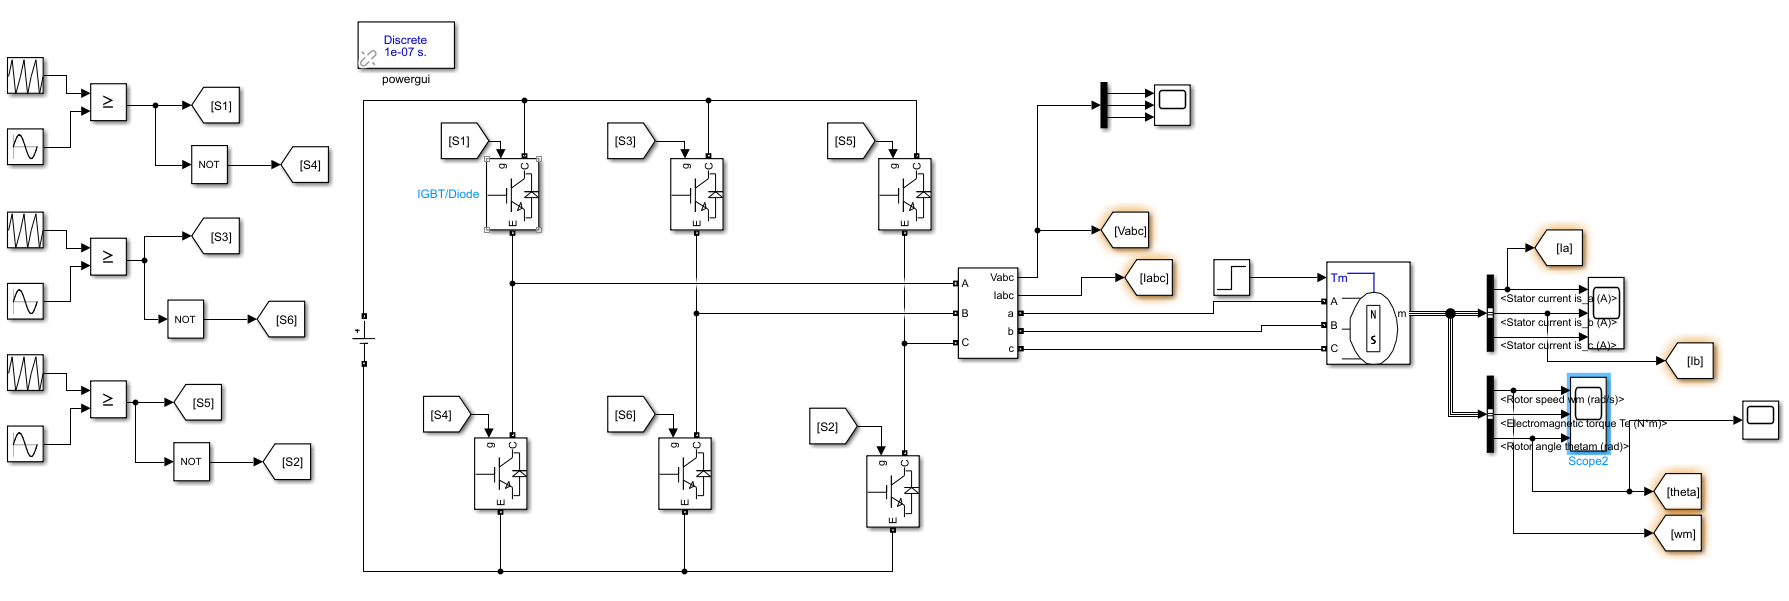 Discrete
1e-07 s.
powergui
≥
[S1]
NOT
[S4]
≥
[S3]
NOT
[S6]
≥
[S5]
NOT
[S2]
[S1]
g
C
E
IGBT/Diode
[S3]
g
C
E
[S5]
g
C
E
+
[S4]
g
C
E
[S6]
g
C
E
[S2]
g
C
E
A
B
C
Vabc
Iabc
a
b
c
[Vabc]
[Iabc]
Tm
A
B
C
N
S
m
[Ia]
<Stator current is_a (A)>
<Stator current is_b (A)>
<Stator current is_c (A)>
[Ib]
<Rotor speed wm (rad/s)>
<Electromagnetic torque Te (N*m)>
<Rotor angle thetam (rad)>
Scope2
[theta]
[wm]